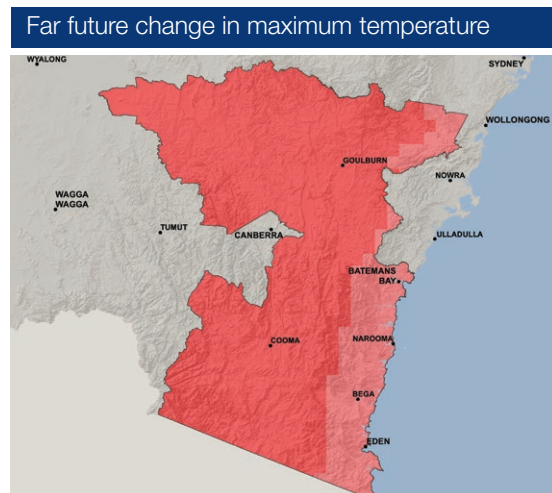 Far future change in maximum temperature
WYALONG
SYDNEY
WOLLONGONG
GOULBURN
NOWRA
WAGGA
WAGGA
TUMUT
CANBERRA
ULLADULLA
BATEMANS
BAY
COOMA
NAROOMA
BEGA
EDEN